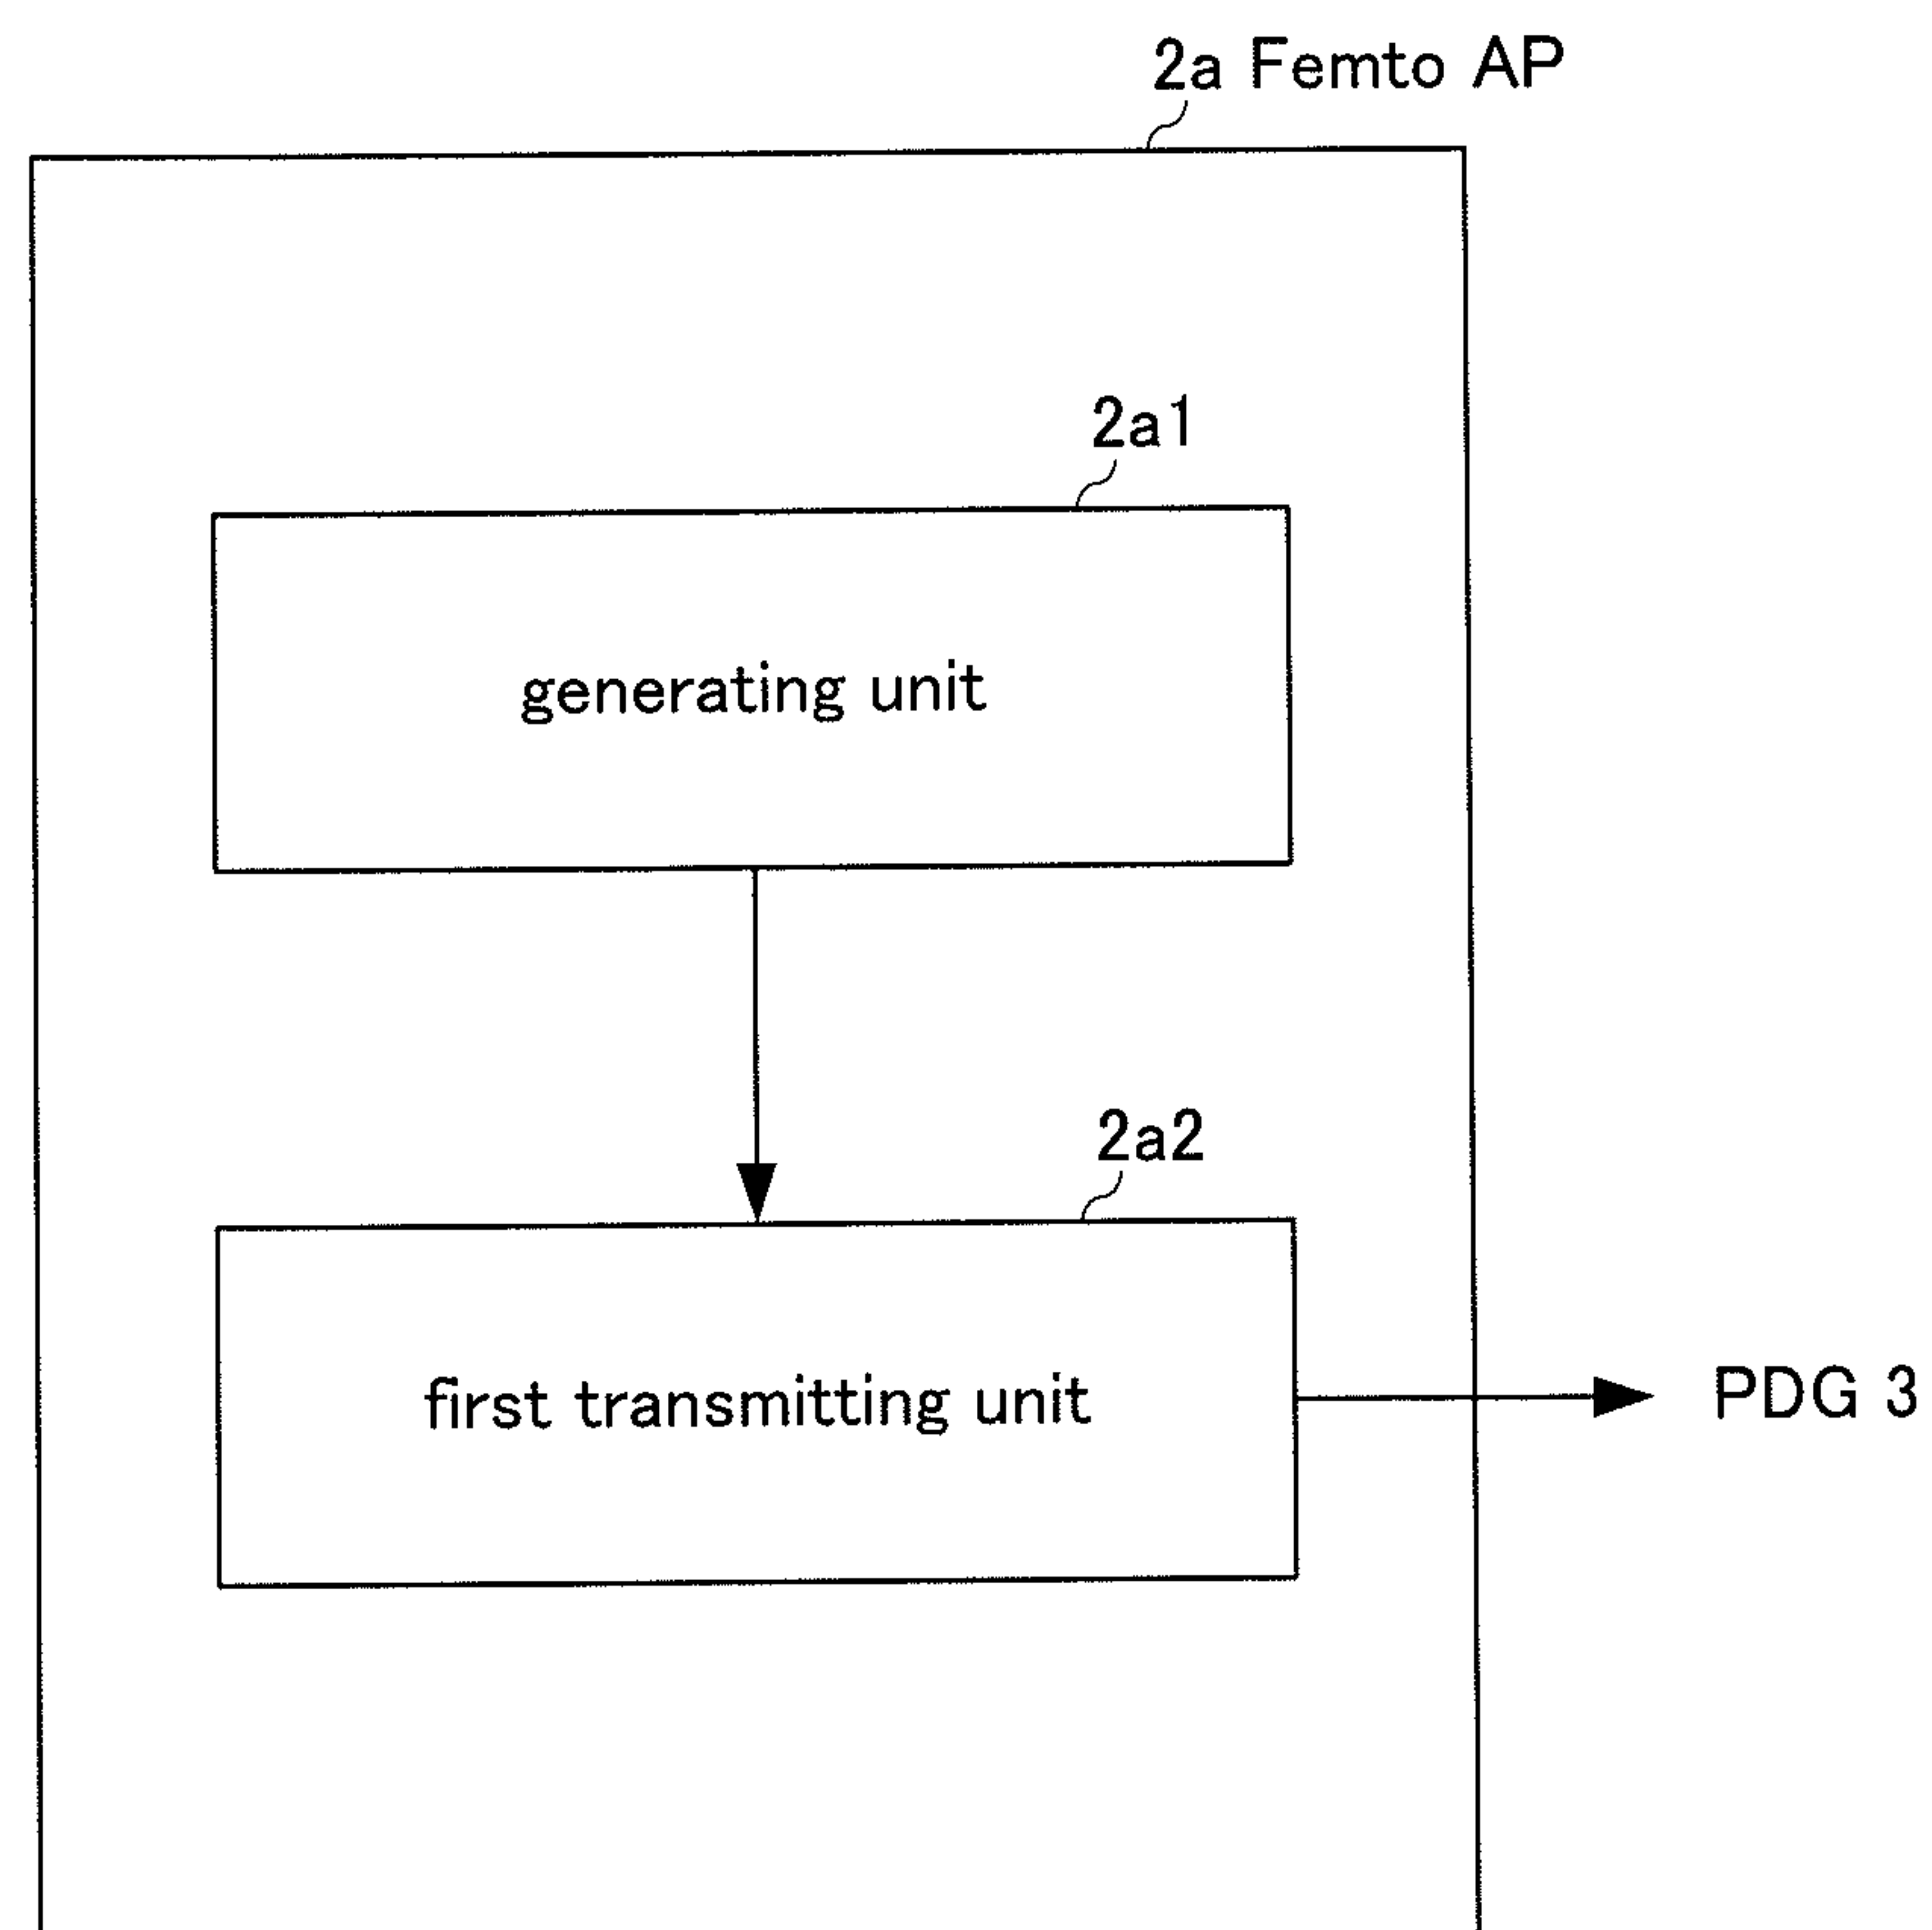 2a Femto AP
2a1
generating unit
2a2
first transmitting unit
PDG 3